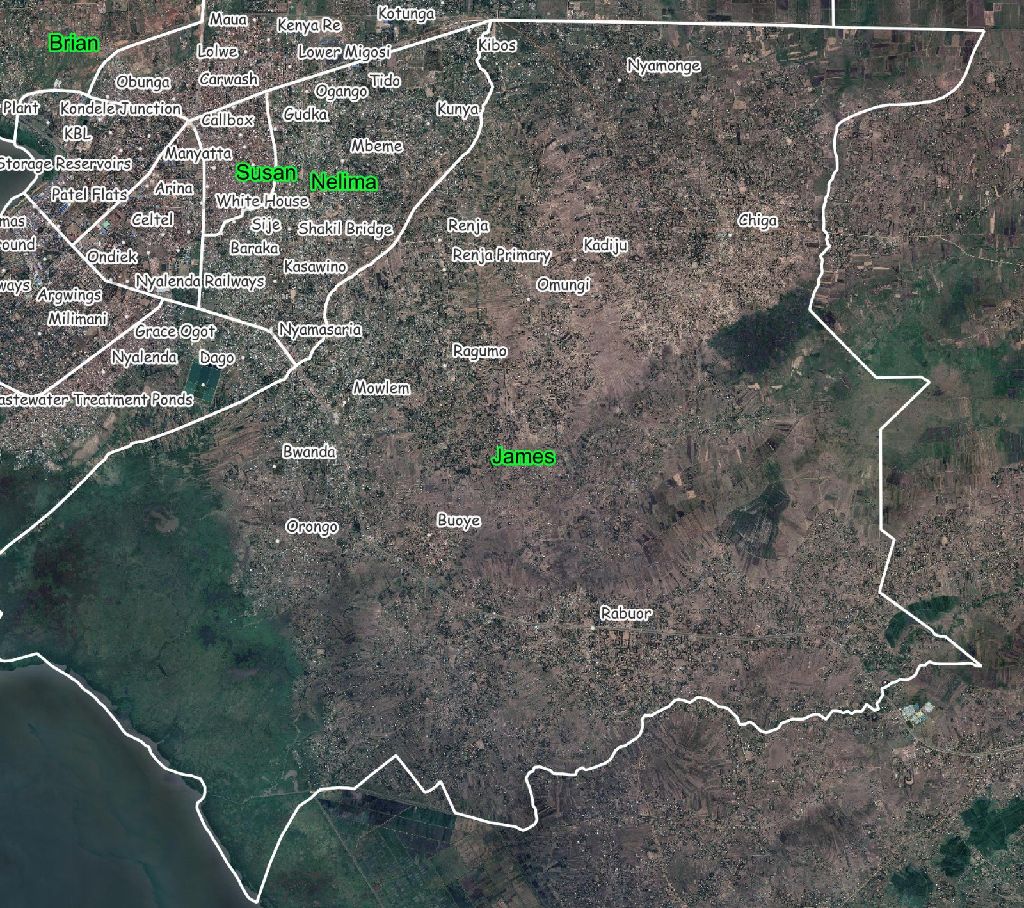 Kotunga
Maua
Kenya Re
Brian
Lolwe
Lower Migosi
Kibos
Nyamonge
Obunga
Carwash
Tido
Ogango
Plant
Kondele Junction
Callbox
Gudka
Kunya
KBL
Manyatta
Mbeme
Storage Reservoirs
Susan
Nelima
Patel Flats
Arina
White House
mas
Celtel
Sije
Shakil Bridge
Renja
Chiga
round
Ondiek
Baraka
Renja Primary
Kadiju
ways
Argwings
Nyalenda Railways
Kasawino
Omungi
Milimani
Grace Ogot
Nyamasaria
Nyalenda
Dago
Ragumo
astewater Treatment Ponds
Mowlem
Bwanda
James
Orongo
Buoye
Rabuor